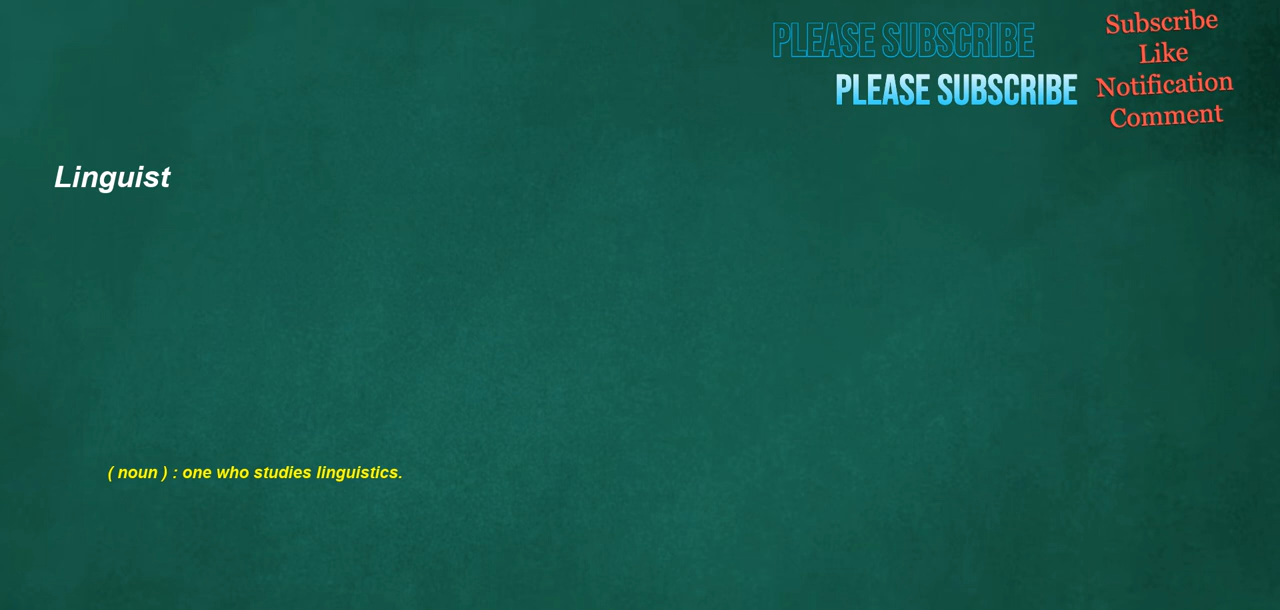 PLEASE SUBSCRIBE
PLEASE SUBSCRIBE
Subscribe
Like
Notification
Comment
Linguist
( noun ) : one who studies linguistics.